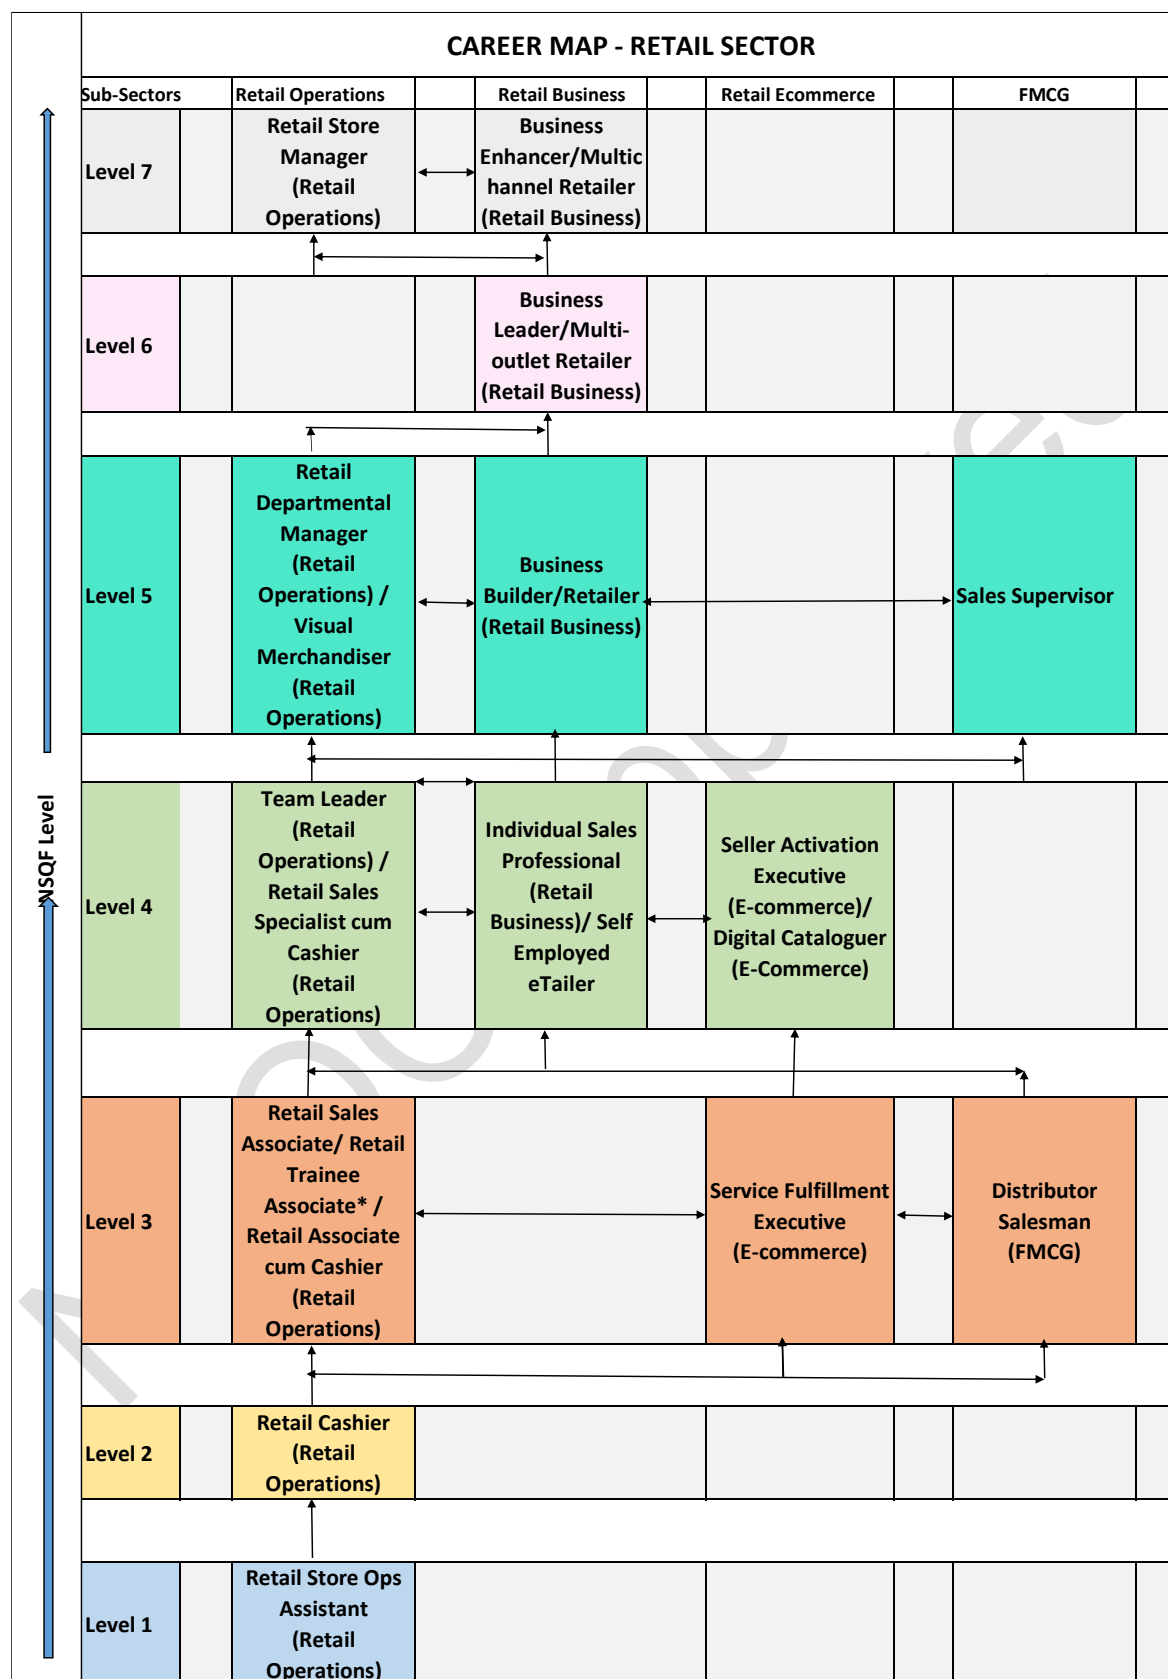 CAREER MAP - RETAIL SECTOR
Sub-Sectors
Retail Operations
Retail Business
Retail Ecommerce
FMCG
Level 7
Retail Store
Manager
(Retail
Operations)
Business
Enhancer/Multic
hannel Retailer
(Retail Business)
Level 6
Business
Leader/Multi-
outlet Retailer
(Retail Business)
Level 5
Retail
Departmental
Manager
(Retail
Operations) /
Visual
Merchandiser
(Retail
Operations)
Business
Builder/Retailer
(Retail Business)
Sales Supervisor
NSQF Level
Level 4
Team Leader
(Retail
Operations) /
Retail Sales
Specialist cum
Cashier
(Retail
Operations)
Individual Sales
Professional
(Retail
Business)/ Self
Employed
eTailer
Seller Activation
Executive
(E-commerce)/
Digital Cataloguer
(E-Commerce)
Level 3
Retail Sales
Associate/ Retail
Trainee
Associate* /
Retail Associate
cum Cashier
(Retail
Operations)
Service Fulfillment
Executive
(E-commerce)
Distributor
Salesman
(FMCG)
Level 2
Retail Cashier
(Retail
Operations)
Level 1
Retail Store Ops
Assistant
(Retail
Operations)